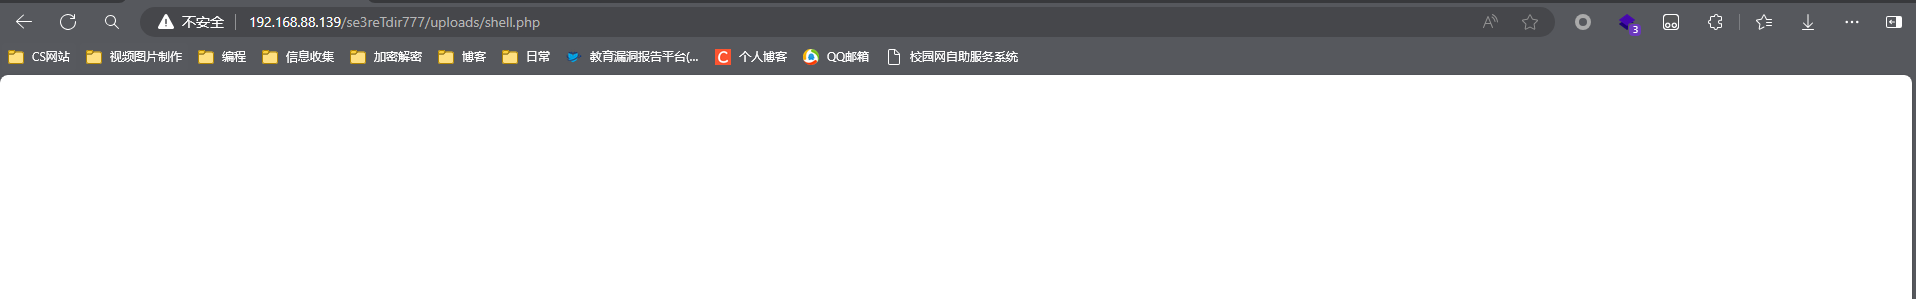 不安全 192.168.88.139/se3reTdir777/uploads/shell.php A 3
CS网站 视频图片制作 编程 信息收集 加密解密 博客 日常 教育漏洞报告平台(... C 个人博客 QQ邮箱 校园网自助服务系统